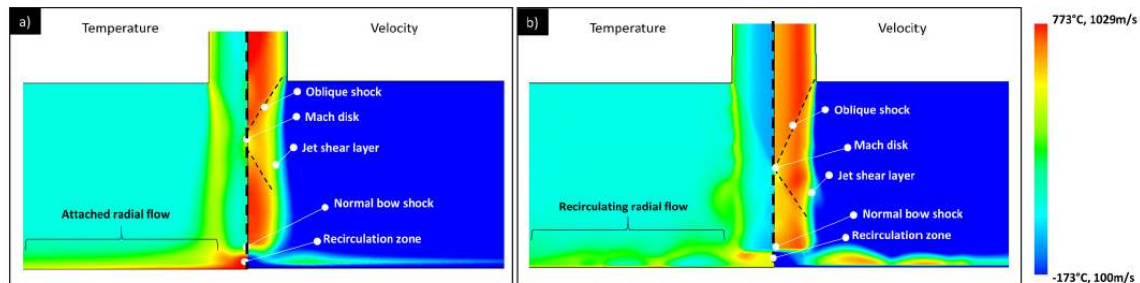 a)
Temperature
Velocity
Oblique shock
Mach disk
Jet shear layer
Normal bow shock
Attached radial flow
Recirculation zone
b)
Temperature
Velocity
Oblique shock
Mach disk
Jet shear layer
Recirculating radial flow
Normal bow shock
Recirculation zone
773°C, 1029m/s
-173°C, 100m/s